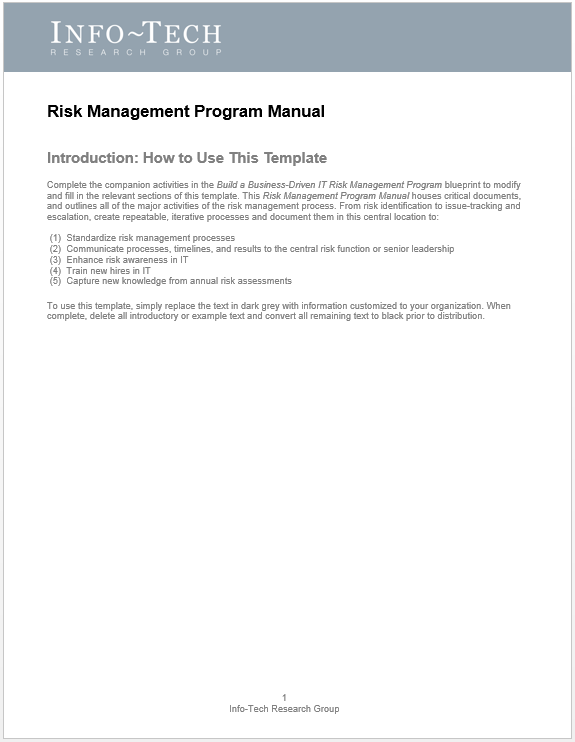 INFO~TECH
RESEARCH GROUP
Risk Management Program Manual
Introduction: How to Use This Template
Complete the companion activities in the Build a Business-Driven IT Risk Management Program blueprint to modify
and fill in the relevant sections of this template. This Risk Management Program Manual houses critical documents,
and outlines all of the major activities of the risk management process. From risk identification to issue-tracking and
escalation, create repeatable, iterative processes and document them in this central location to:
(1) Standardize risk management processes
(2) Communicate processes, timelines, and results to the central risk function or senior leadership
(3) Enhance risk awareness in IT
(4) Train new hires in IT
(5) Capture new knowledge from annual risk assessments
To use this template, simply replace the text in dark grey with information customized to your organization. When
complete, delete all introductory or example text and convert all remaining text to black prior to distribution.
1
Info-Tech Research Group